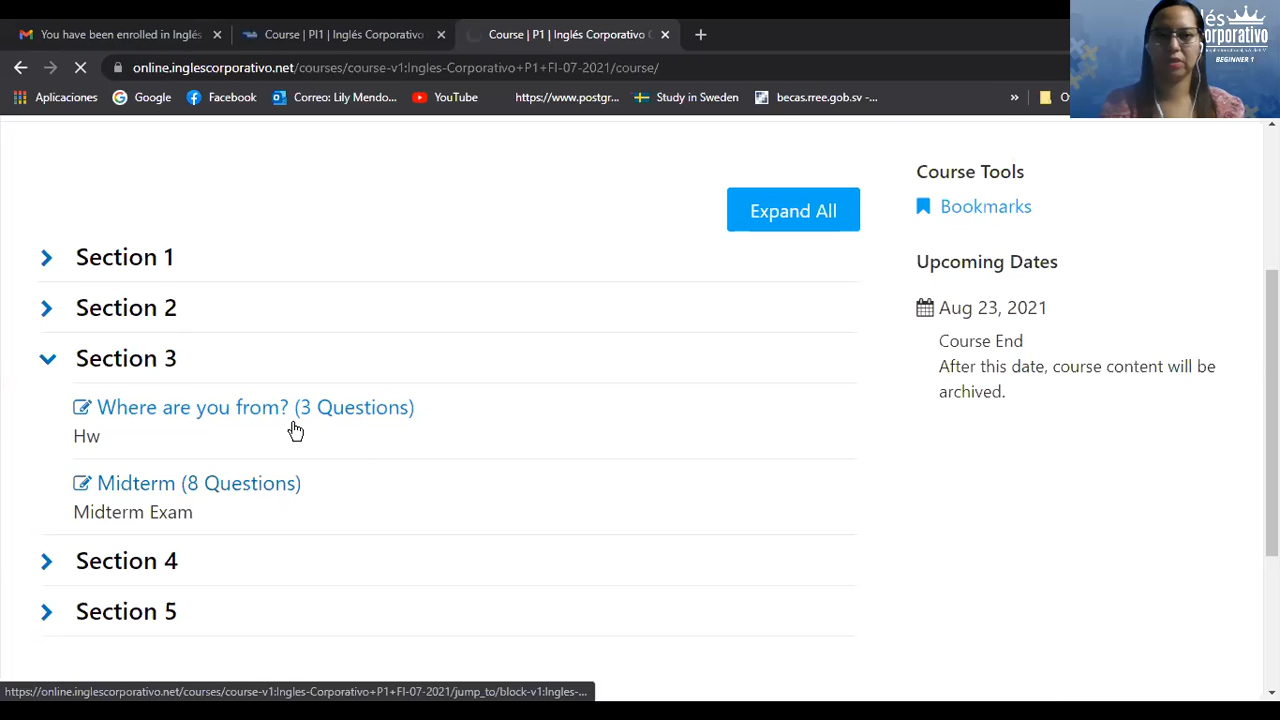 You have been enrolled in Inglés
Course | PI1 | Inglés Corporativo
Course | P1 | Inglés Corporativo
online.inglescorporativo.net/courses/course-v1:Ingles-Corporativo+P1+FI-07-2021/course/
Aplicaciones
Google
Facebook
Correo: Lily Mendo...
YouTube
https://www.postgr...
Study in Sweden
becas.rree.gob.sv -...
»
BEGINNER 1
Expand All
Section 1
Section 2
Section 3
Where are you from? (3 Questions)
Hw
Midterm (8 Questions)
Midterm Exam
Section 4
Section 5
Course Tools
Bookmarks
Upcoming Dates
Aug 23, 2021
Course End
After this date, course content will be
archived.
https://online.inglescorporativo.net/courses/course-v1:Ingles-Corporativo+P1+FI-07-2021/jump_to/block-v1:Ingles-...